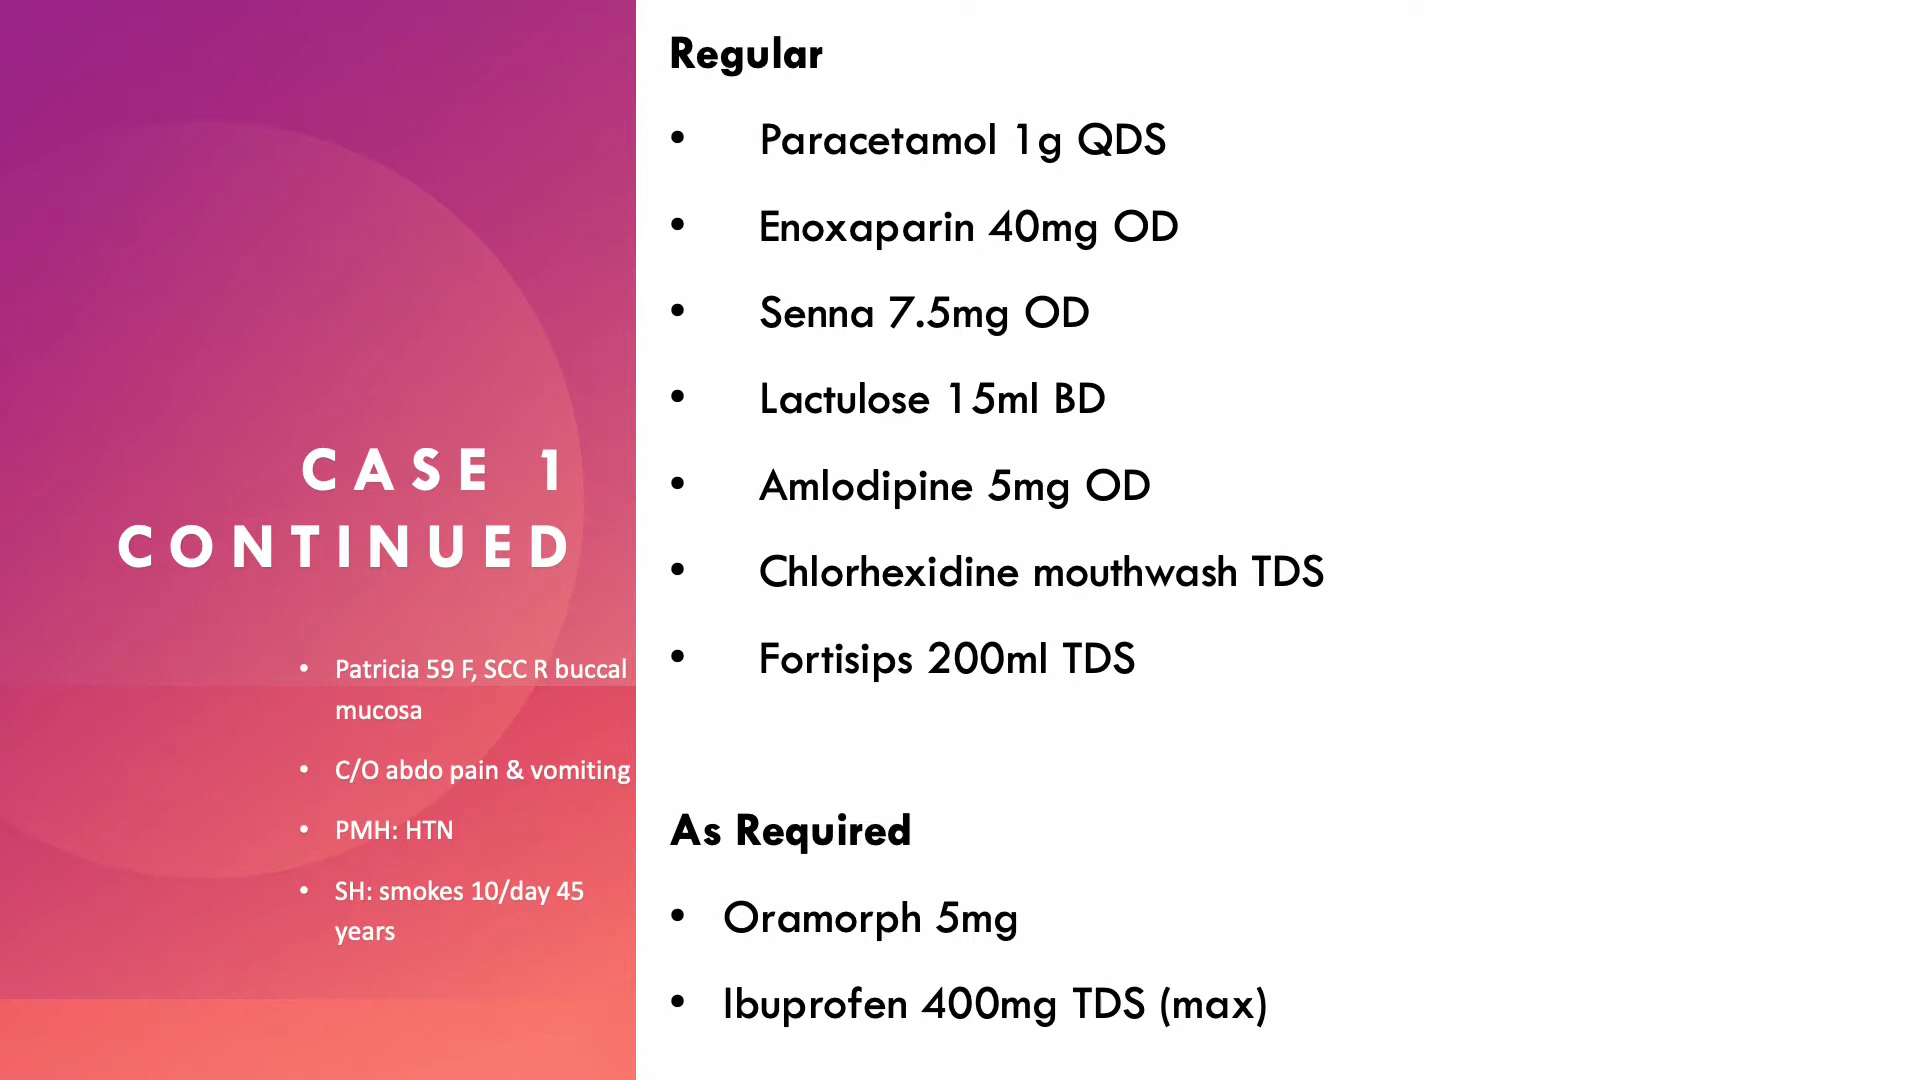 CASE 1
CONTINUED
• Patricia 59 F, SCC R buccal
mucosa
• C/O abdo pain & vomiting
• PMH: HTN
• SH: smokes 10/day 45
years
Regular
• Paracetamol 1g QDS
• Enoxaparin 40mg OD
• Senna 7.5mg OD
• Lactulose 15ml BD
• Amlodipine 5mg OD
• Chlorhexidine mouthwash TDS
• Fortisips 200ml TDS
As Required
• Oramorph 5mg
• Ibuprofen 400mg TDS (max)